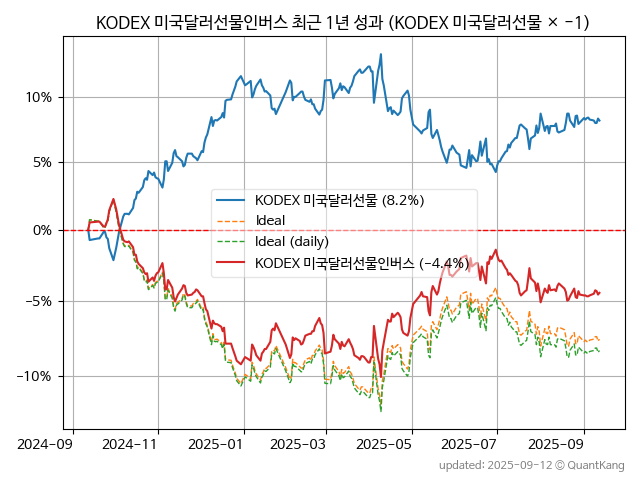 KODEX 미국달러선물인버스 최근 1년 성과 (KODEX 미국달러선물 × −1)
10%
5%
0%
−5%
−10%
KODEX 미국달러선물 (8.2%)
Ideal
Ideal (daily)
KODEX 미국달러선물인버스 (−4.4%)
2024-09
2024-11
2025-01
2025-03
2025-05
2025-07
2025-09
updated: 2025-09-12 © QuantKang